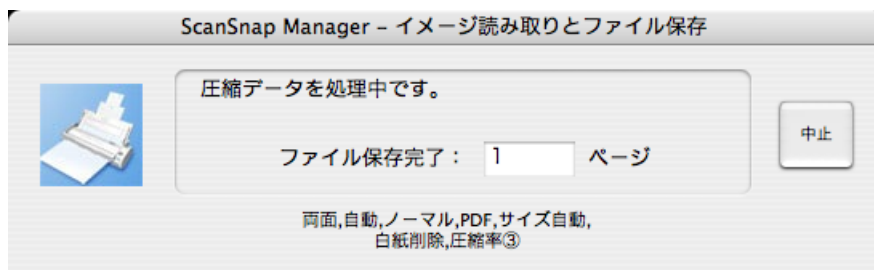 ScanSnap Manager – イメージ読み取りとファイル保存
圧縮データを処理中です。
ファイル保存完了： 1 ページ
中止
両面,自動,ノーマル,PDF,サイズ自動,
白紙削除,圧縮率③